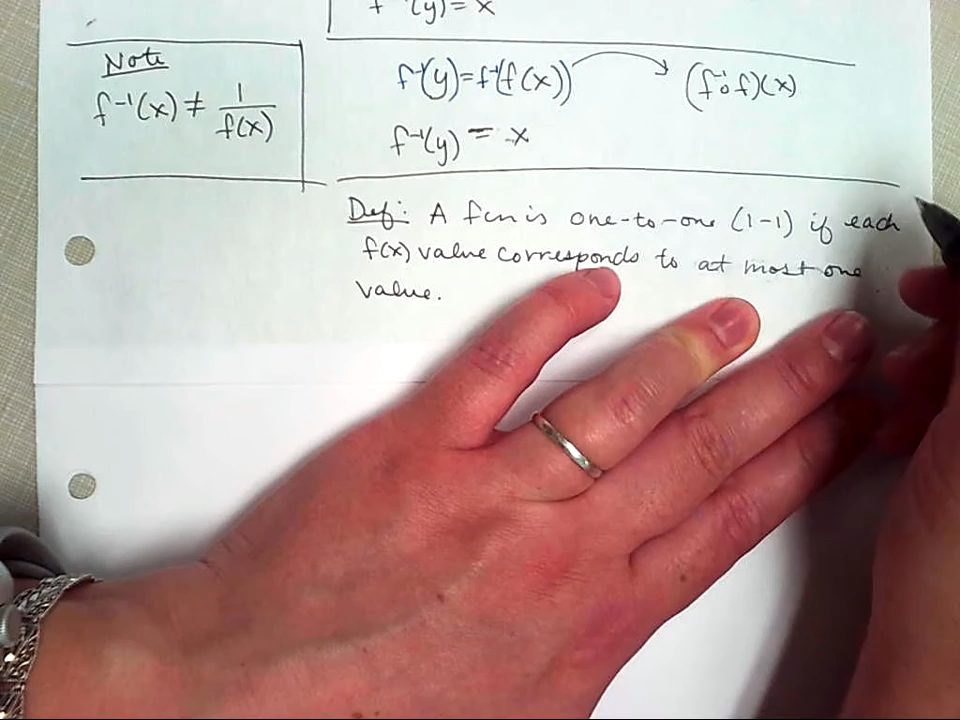 f⁻¹(y) = x
Note
f⁻¹(x) ≠ 1/f(x)
f⁻¹(y) = f⁻¹(f(x)) → (f⁻¹∘f)(x)
f⁻¹(y) = x
Def: A fcn is one-to-one (1-1) if each
f(x) value corresponds to at most one
value.